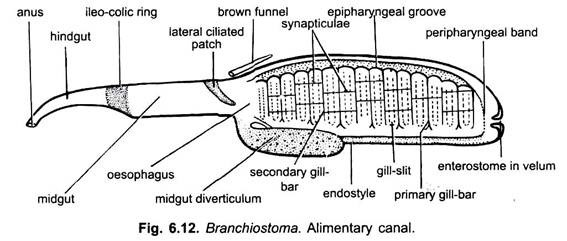 anus
ileo-colic ring
brown funnel
epipharyngeal groove
hindgut
lateral ciliated
patch
synapticulae
peripharyngeal band
midgut
oesophagus
midgut diverticulum
secondary gill-
bar
endostyle
gill-slit
primary gill-bar
enterostome in velum
Fig. 6.12. Branchiostoma. Alimentary canal.